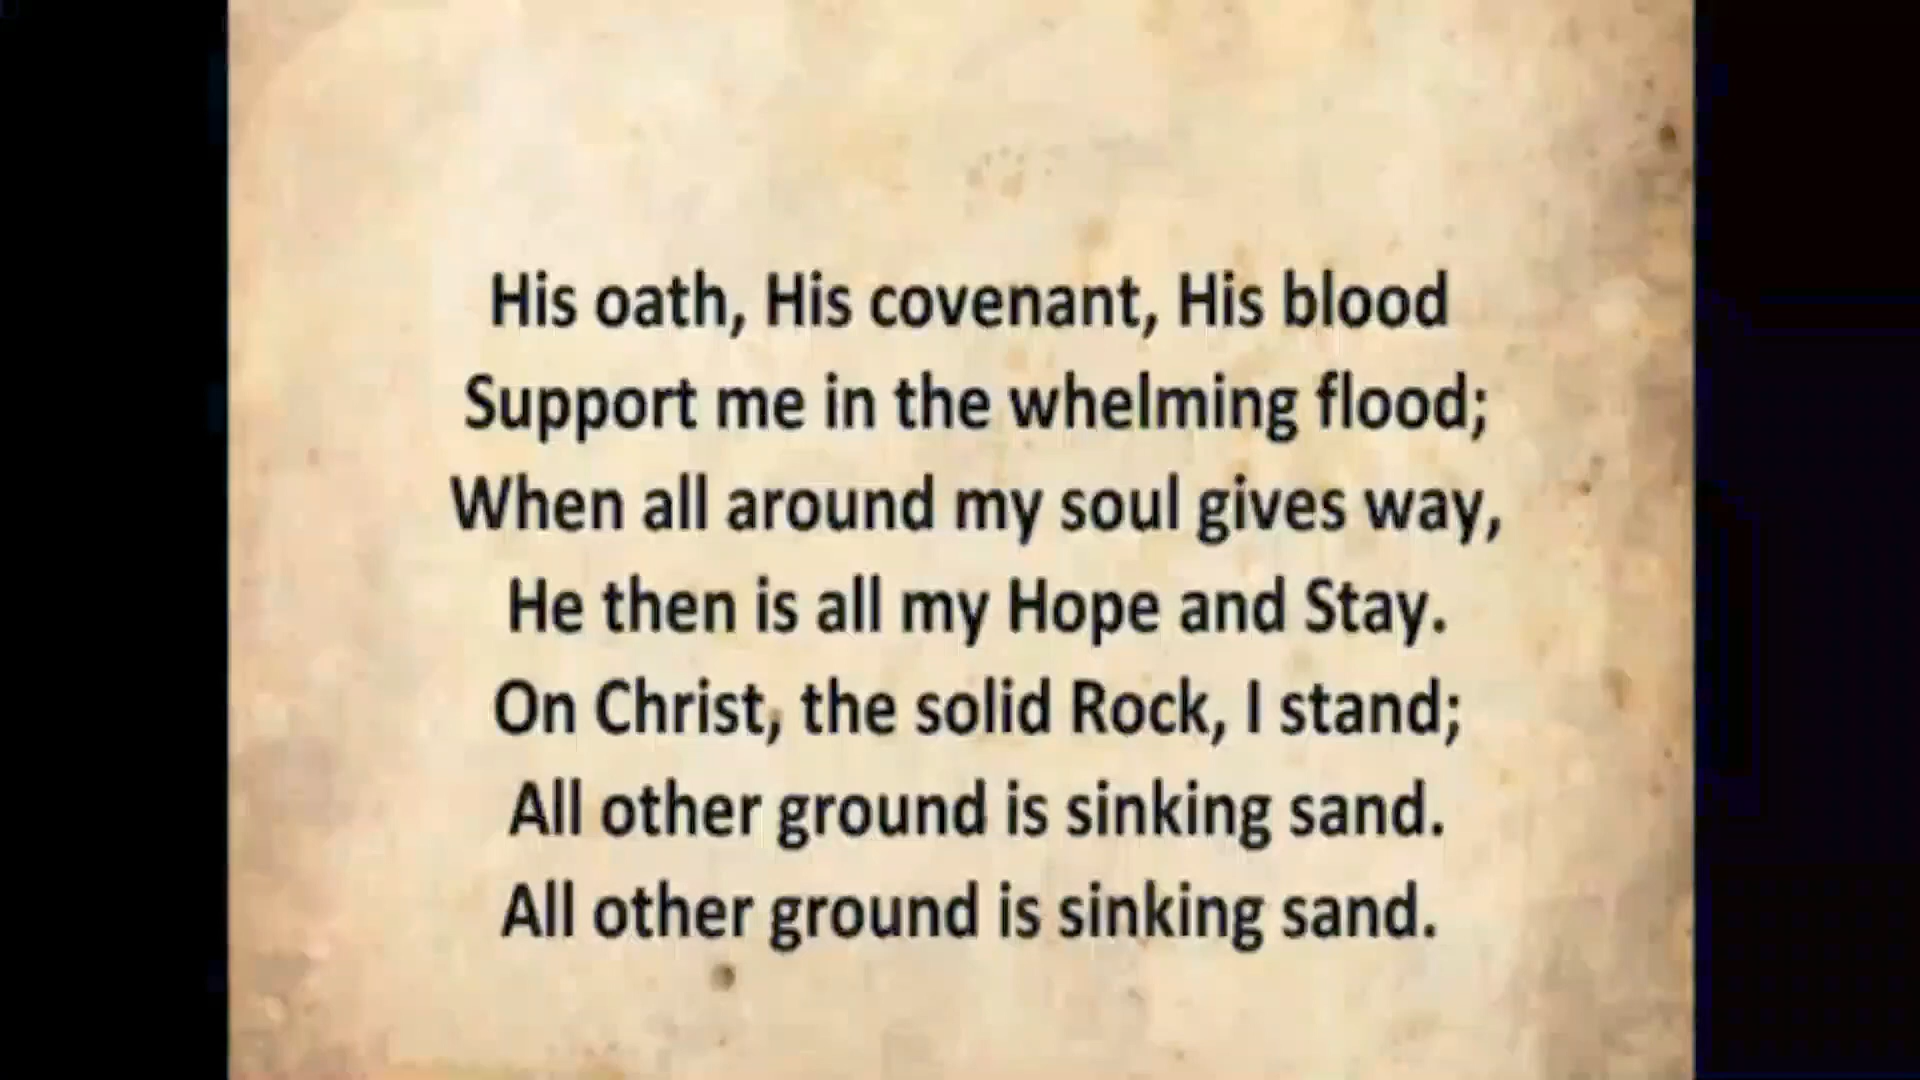 His oath, His covenant, His blood
Support me in the whelming flood;
When all around my soul gives way,
He then is all my Hope and Stay.
On Christ, the solid Rock, I stand;
All other ground is sinking sand.
All other ground is sinking sand.